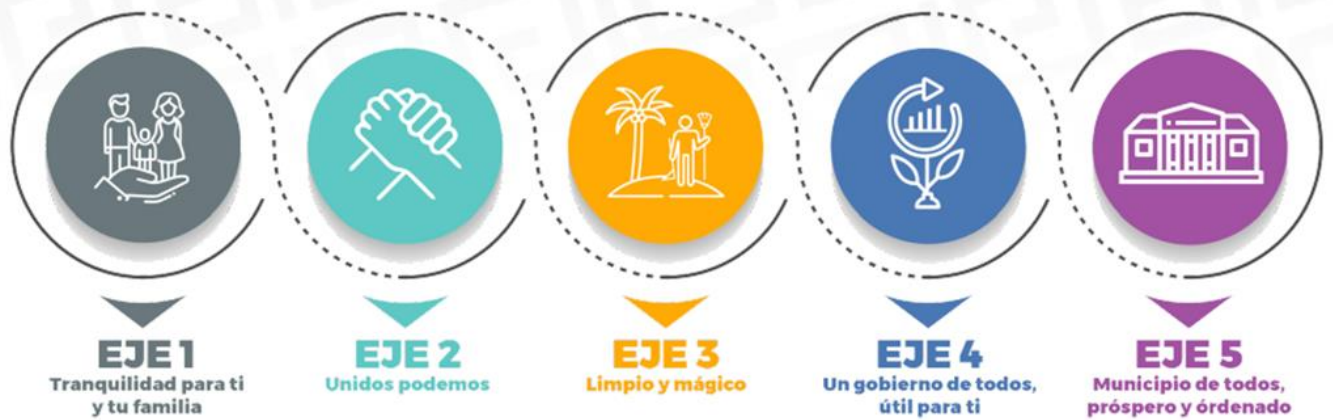 EJE 1
Tranquilidad para ti
y tu familia
EJE 2
Unidos podemos
EJE 3
Limpio y mágico
EJE 4
Un gobierno de todos,
útil para ti
EJE 5
Municipio de todos,
próspero y órdenado